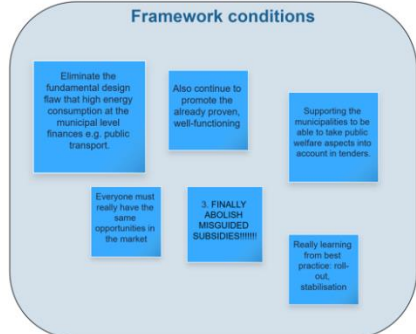 Framework conditions
Eliminate the
fundamental design
flaw that high energy
consumption at the
municipal level
finances e.g. public
transport.
Also continue to
promote the
already proven,
well-functioning
Supporting the
municipalities to be
able to take public
welfare aspects into
account in tenders.
Everyone must
really have the
same
opportunities in
the market
3. FINALLY
ABOLISH
MISGUIDED
SUBSIDIES!!!!!!!
Really learning
from best
practice: roll-
out,
stabilisation